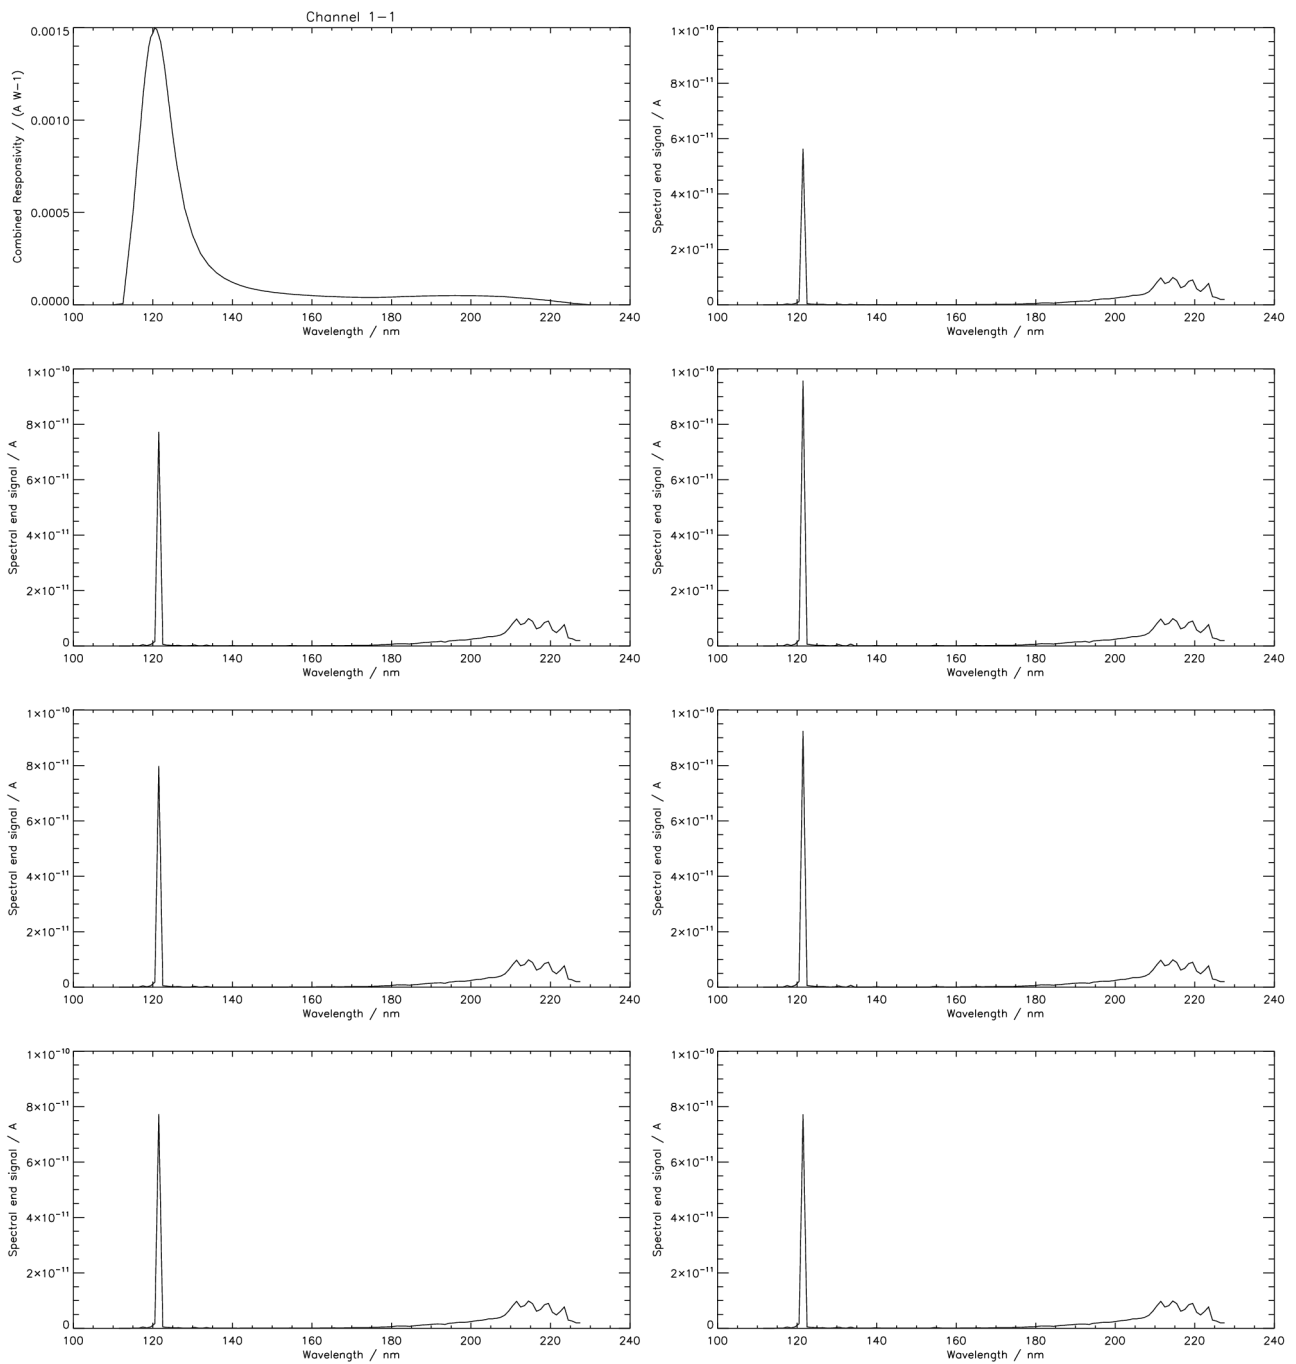 Channel 1-1
0.0015
0.0010
0.0005
0.0000
Combined Responsivity / (A W-1)
100 120 140 160 180 200 220 240
Wavelength / nm
1×10⁻¹⁰
8×10⁻¹¹
6×10⁻¹¹
4×10⁻¹¹
2×10⁻¹¹
0
Spectral end signal / A
100 120 140 160 180 200 220 240
Wavelength / nm
1×10⁻¹⁰
8×10⁻¹¹
6×10⁻¹¹
4×10⁻¹¹
2×10⁻¹¹
0
Spectral end signal / A
100 120 140 160 180 200 220 240
Wavelength / nm
1×10⁻¹⁰
8×10⁻¹¹
6×10⁻¹¹
4×10⁻¹¹
2×10⁻¹¹
0
Spectral end signal / A
100 120 140 160 180 200 220 240
Wavelength / nm
1×10⁻¹⁰
8×10⁻¹¹
6×10⁻¹¹
4×10⁻¹¹
2×10⁻¹¹
0
Spectral end signal / A
100 120 140 160 180 200 220 240
Wavelength / nm
1×10⁻¹⁰
8×10⁻¹¹
6×10⁻¹¹
4×10⁻¹¹
2×10⁻¹¹
0
Spectral end signal / A
100 120 140 160 180 200 220 240
Wavelength / nm
1×10⁻¹⁰
8×10⁻¹¹
6×10⁻¹¹
4×10⁻¹¹
2×10⁻¹¹
0
Spectral end signal / A
100 120 140 160 180 200 220 240
Wavelength / nm
1×10⁻¹⁰
8×10⁻¹¹
6×10⁻¹¹
4×10⁻¹¹
2×10⁻¹¹
0
Spectral end signal / A
100 120 140 160 180 200 220 240
Wavelength / nm